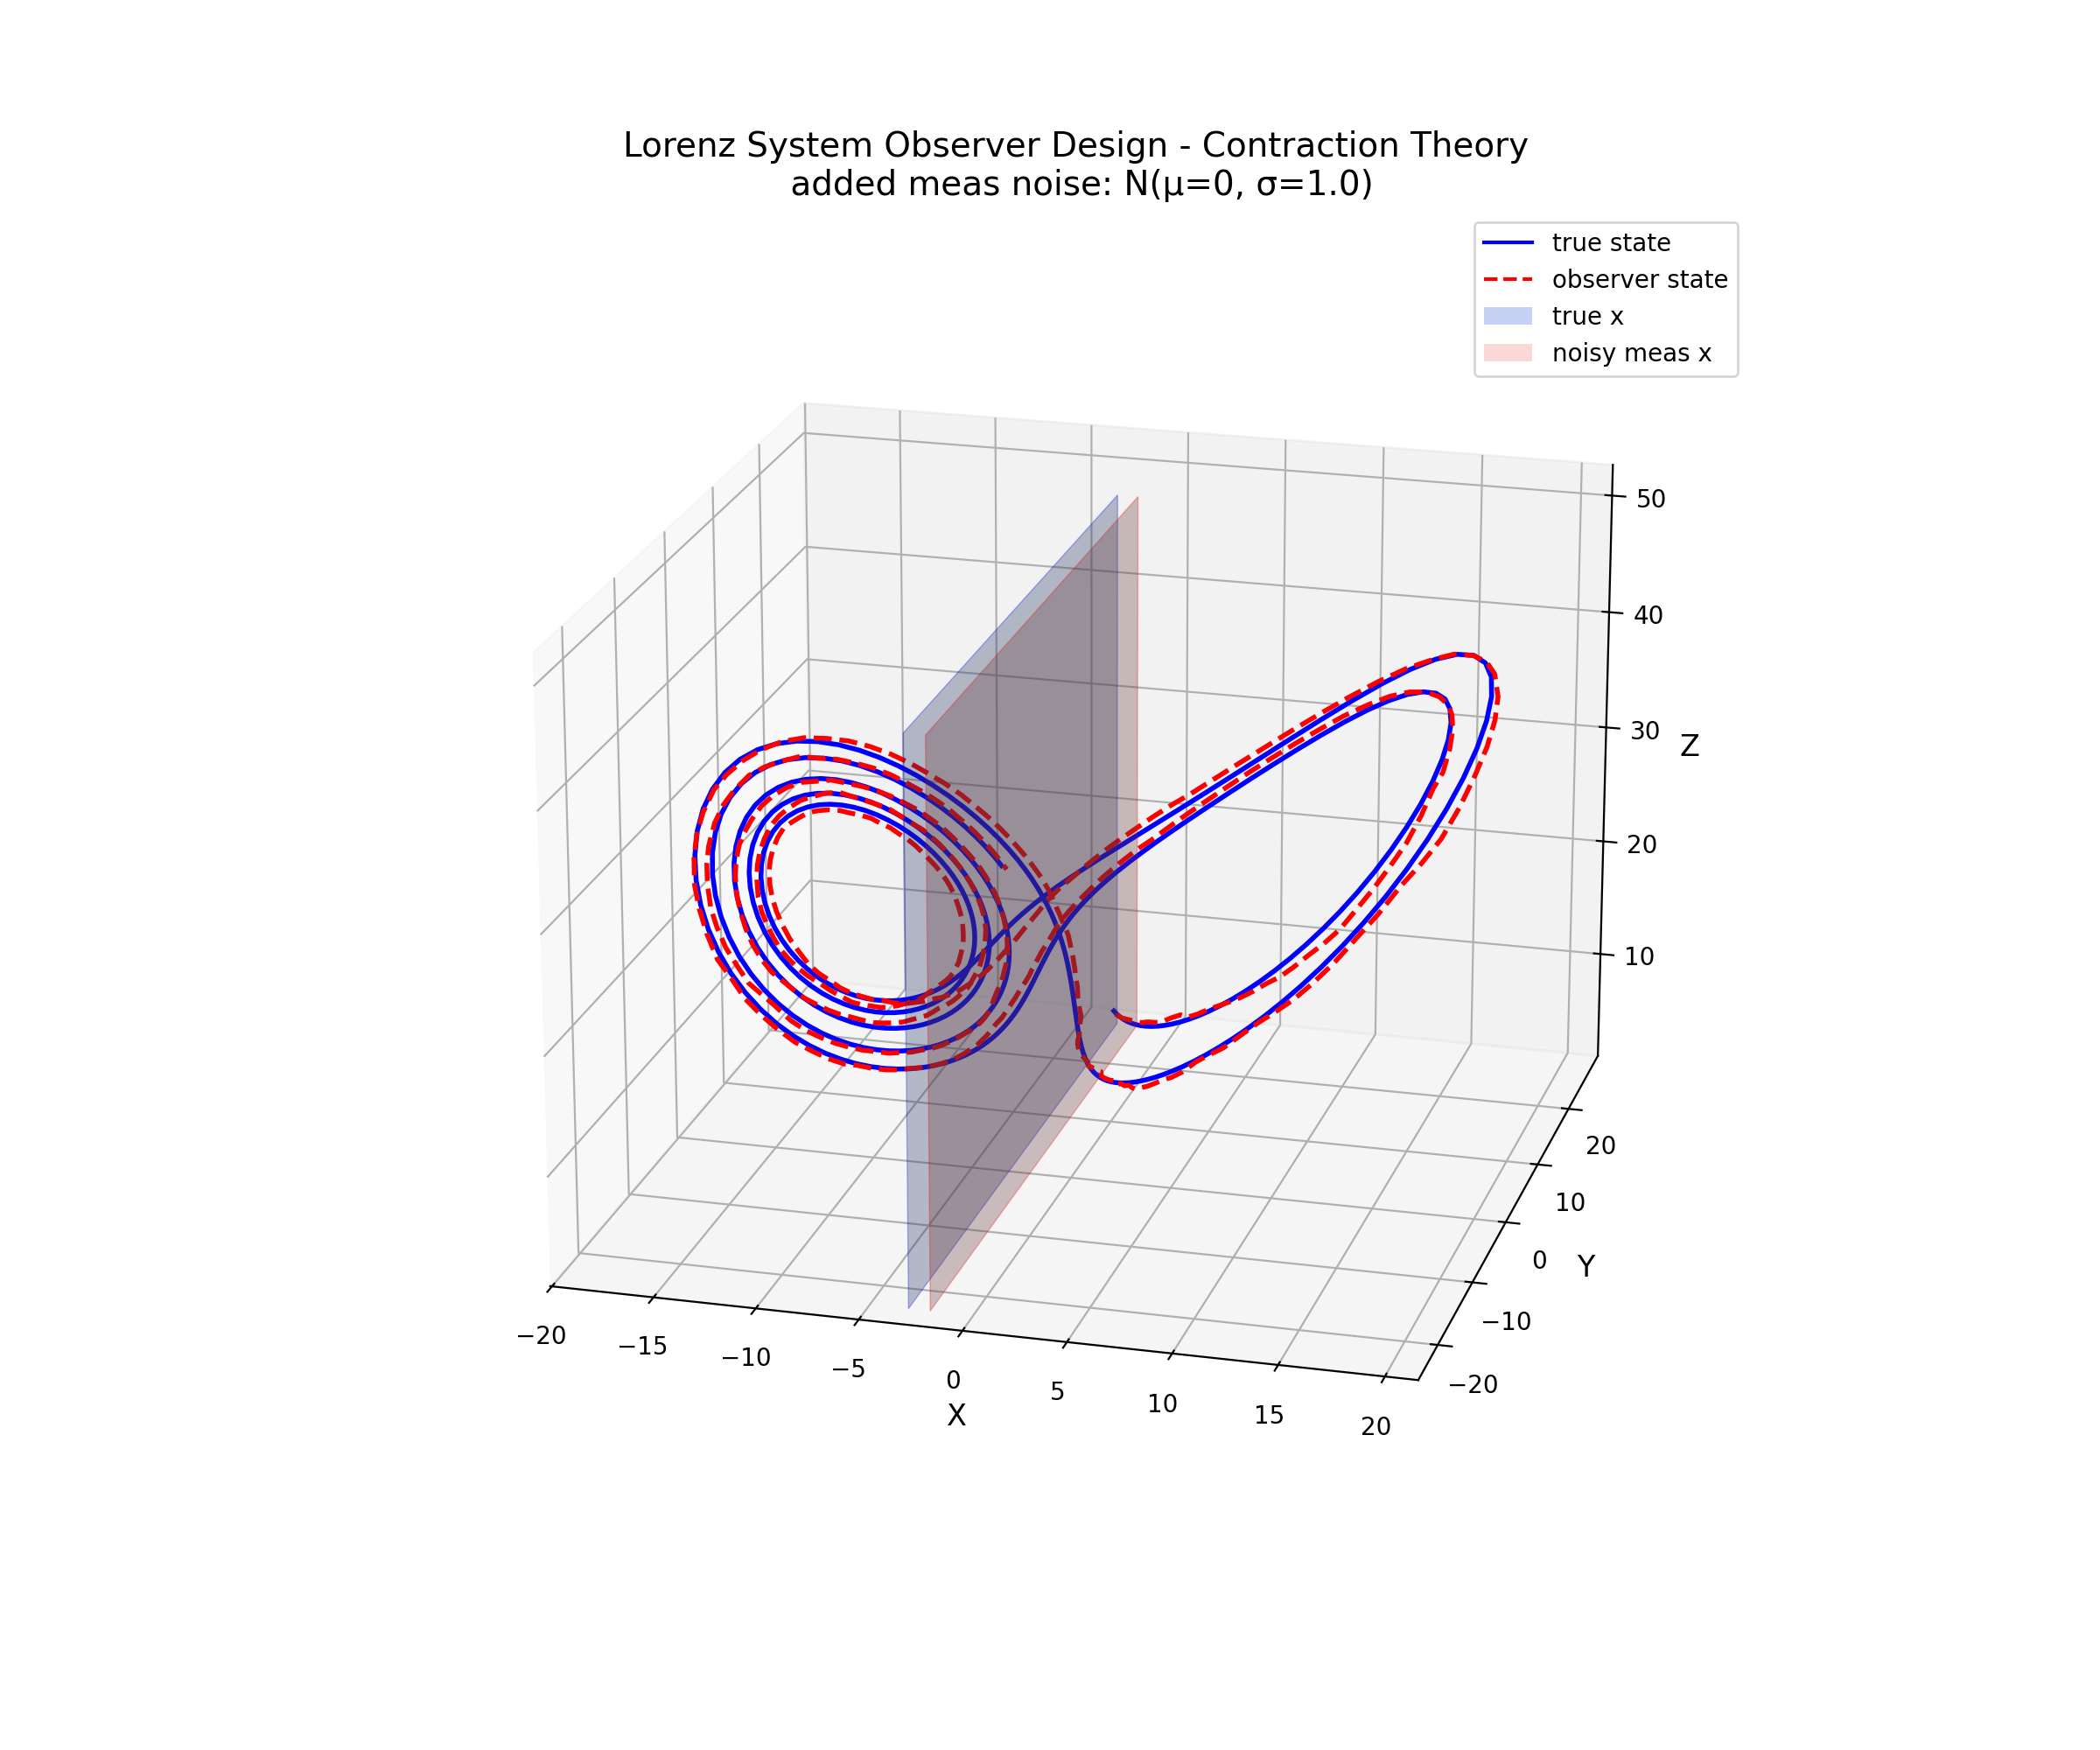 Lorenz System Observer Design - Contraction Theory
added meas noise: N(μ=0, σ=1.0)
true state
observer state
true x
noisy meas x
50
40
30
Z
20
10
20
10
0
Y
−10
−20
−20
−15
−10
−5
0
5
10
15
20
X